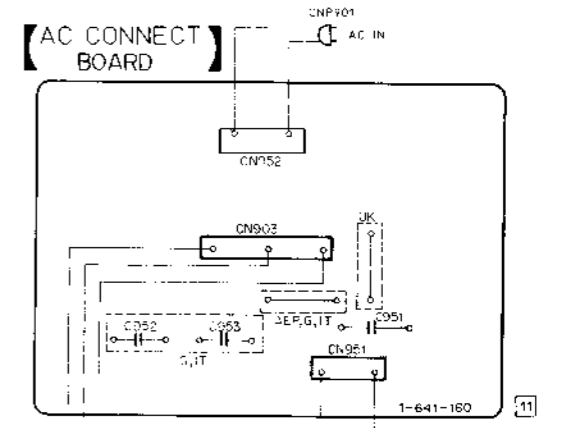 CNP901
AC IN
【AC CONNECT BOARD】
CN952
CN903
UK
AEP,G,IT
C951
C952
C953
G,IT
CN951
1-641-160
11